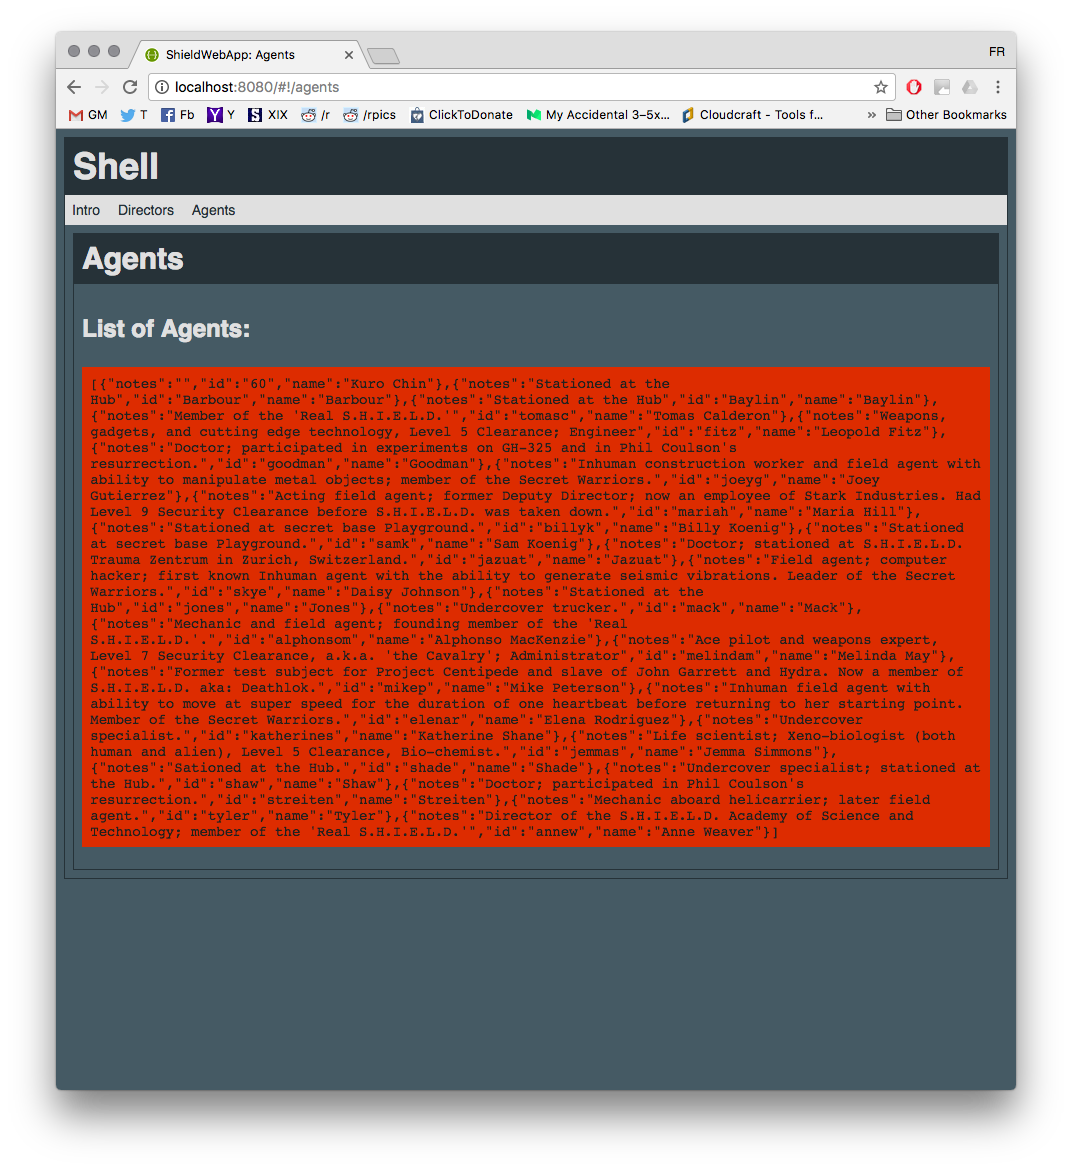 ShieldWebApp: Agents
FR
localhost:8080/#!/agents
GM T Fb Y XIX /r /rpics ClickToDonate My Accidental 3–5x... Cloudcraft - Tools f... » Other Bookmarks
Shell
Intro Directors Agents
Agents
List of Agents:
[{"notes":"","id":"60","name":"Kuro Chin"},{"notes":"Stationed at the
Hub","id":"Barbour","name":"Barbour"},{"notes":"Stationed at the Hub","id":"Baylin","name":"Baylin"},
{"notes":"Member of the 'Real S.H.I.E.L.D.'","id":"tomasc","name":"Tomas Calderon"},{"notes":"Weapons,
gadgets, and cutting edge technology, Level 5 Clearance; Engineer","id":"fitz","name":"Leopold Fitz"},
{"notes":"Doctor; participated in experiments on GH-325 and in Phil Coulson's
resurrection.","id":"goodman","name":"Goodman"},{"notes":"Inhuman construction worker and field agent with
ability to manipulate metal objects; member of the Secret Warriors.","id":"joeyg","name":"Joey
Gutierrez"},{"notes":"Acting field agent; former Deputy Director; now an employee of Stark Industries. Had
Level 9 Security Clearance before S.H.I.E.L.D. was taken down.","id":"mariah","name":"Maria Hill"},
{"notes":"Stationed at secret base Playground.","id":"billyk","name":"Billy Koenig"},{"notes":"Stationed
at secret base Playground.","id":"samk","name":"Sam Koenig"},{"notes":"Doctor; stationed at S.H.I.E.L.D.
Trauma Zentrum in Zurich, Switzerland.","id":"jazuat","name":"Jazuat"},{"notes":"Field agent; computer
hacker; first known Inhuman agent with the ability to generate seismic vibrations. Leader of the Secret
Warriors.","id":"skye","name":"Daisy Johnson"},{"notes":"Stationed at the
Hub","id":"jones","name":"Jones"},{"notes":"Undercover trucker.","id":"mack","name":"Mack"},
{"notes":"Mechanic and field agent; founding member of the 'Real
S.H.I.E.L.D.'.","id":"alphonsom","name":"Alphonso MacKenzie"},{"notes":"Ace pilot and weapons expert,
Level 7 Security Clearance, a.k.a. 'the Cavalry'; Administrator","id":"melindam","name":"Melinda May"},
{"notes":"Former test subject for Project Centipede and slave of John Garrett and Hydra. Now a member of
S.H.I.E.L.D. aka: Deathlok.","id":"mikep","name":"Mike Peterson"},{"notes":"Inhuman field agent with
ability to move at super speed for the duration of one heartbeat before returning to her starting point.
Member of the Secret Warriors.","id":"elenar","name":"Elena Rodriguez"},{"notes":"Undercover
specialist.","id":"katherines","name":"Katherine Shane"},{"notes":"Life scientist; Xeno-biologist (both
human and alien), Level 5 Clearance, Bio-chemist.","id":"jemmas","name":"Jemma Simmons"},
{"notes":"Sationed at the Hub.","id":"shade","name":"Shade"},{"notes":"Undercover specialist; stationed at
the Hub.","id":"shaw","name":"Shaw"},{"notes":"Doctor; participated in Phil Coulson's
resurrection.","id":"streiten","name":"Streiten"},{"notes":"Mechanic aboard helicarrier; later field
agent.","id":"tyler","name":"Tyler"},{"notes":"Director of the S.H.I.E.L.D. Academy of Science and
Technology; member of the 'Real S.H.I.E.L.D.'","id":"annew","name":"Anne Weaver"}]